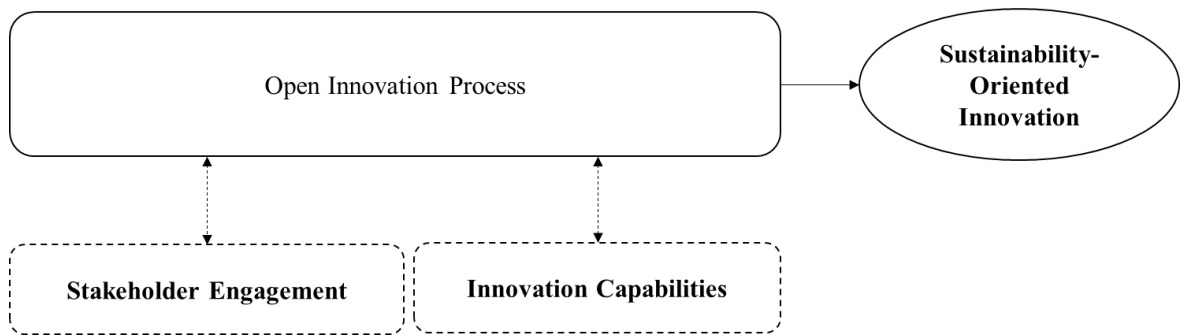 Open Innovation Process
Sustainability-
Oriented
Innovation
Stakeholder Engagement
Innovation Capabilities